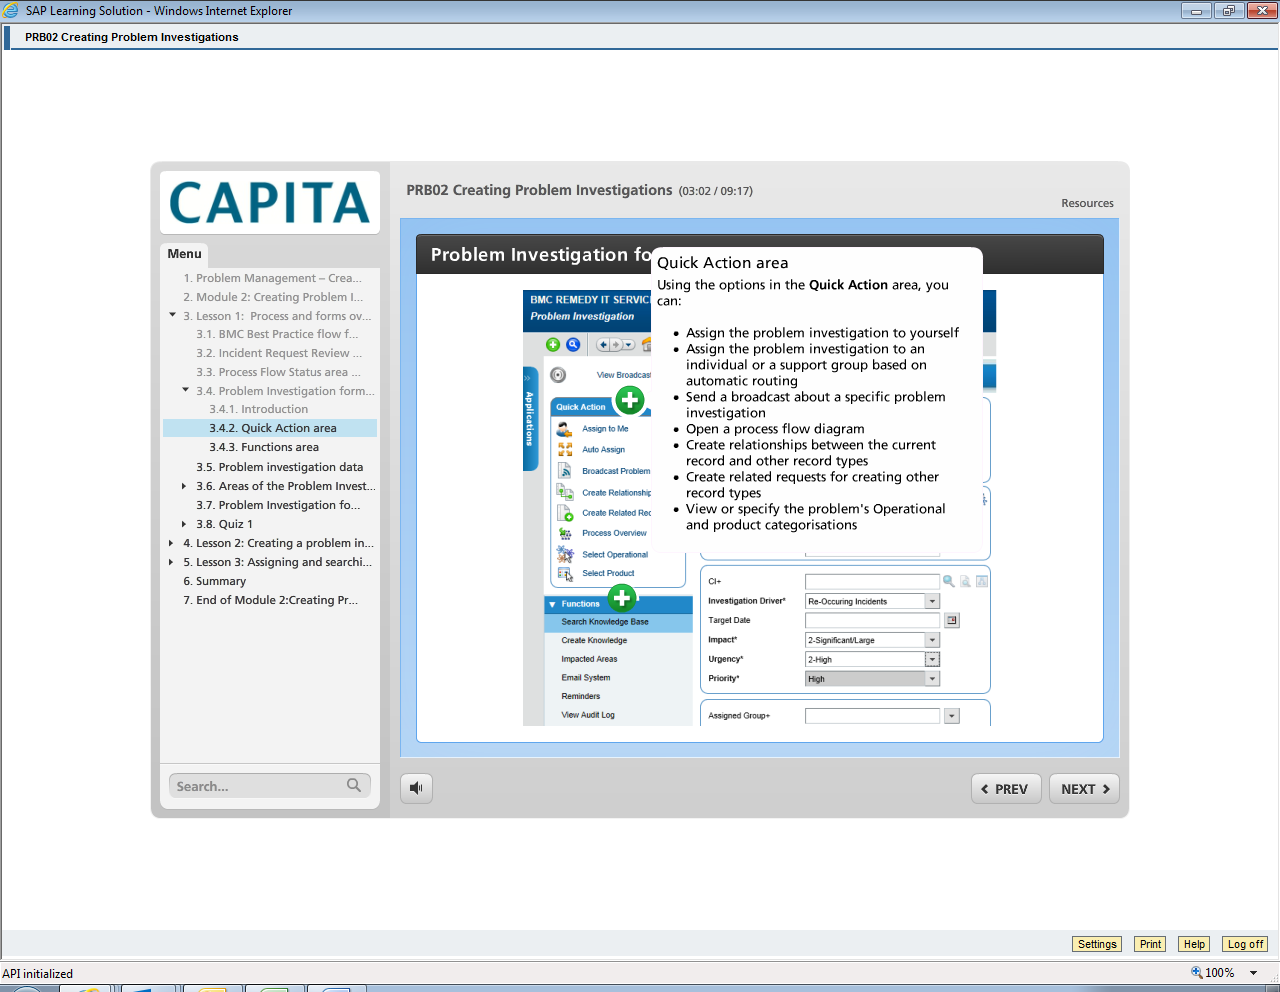 SAP Learning Solution - Windows Internet Explorer
PRB02 Creating Problem Investigations
CAPITA
PRB02 Creating Problem Investigations (03:02 / 09:17)
Resources
Menu
1. Problem Management – Crea...
2. Module 2: Creating Problem I...
3. Lesson 1: Process and forms ov...
3.1. BMC Best Practice flow f...
3.2. Incident Request Review ...
3.3. Process Flow Status area ...
3.4. Problem Investigation form...
3.4.1. Introduction
3.4.2. Quick Action area
3.4.3. Functions area
3.5. Problem investigation data
3.6. Areas of the Problem Invest...
3.7. Problem Investigation fo...
3.8. Quiz 1
4. Lesson 2: Creating a problem in...
5. Lesson 3: Assigning and searchi...
6. Summary
7. End of Module 2:Creating Pr...
Search...
Problem Investigation fo
Quick Action area
Using the options in the Quick Action area, you
can:
Assign the problem investigation to yourself
Assign the problem investigation to an
individual or a support group based on
automatic routing
Send a broadcast about a specific problem
investigation
Open a process flow diagram
Create relationships between the current
record and other record types
Create related requests for creating other
record types
View or specify the problem's Operational
and product categorisations
BMC REMEDY IT SERVIC
Problem Investigation
View Broadcast
Applications
Quick Action
Assign to Me
Auto Assign
Broadcast Problem
Create Relationship
Create Related Rec
Process Overview
Select Operational
Select Product
Functions
Search Knowledge Base
Create Knowledge
Impacted Areas
Email System
Reminders
View Audit Log
CI+
Investigation Driver* Re-Occuring Incidents
Target Date
Impact* 2-Significant/Large
Urgency* 2-High
Priority* High
Assigned Group+
PREV
NEXT
Settings
Print
Help
Log off
API initialized
100%